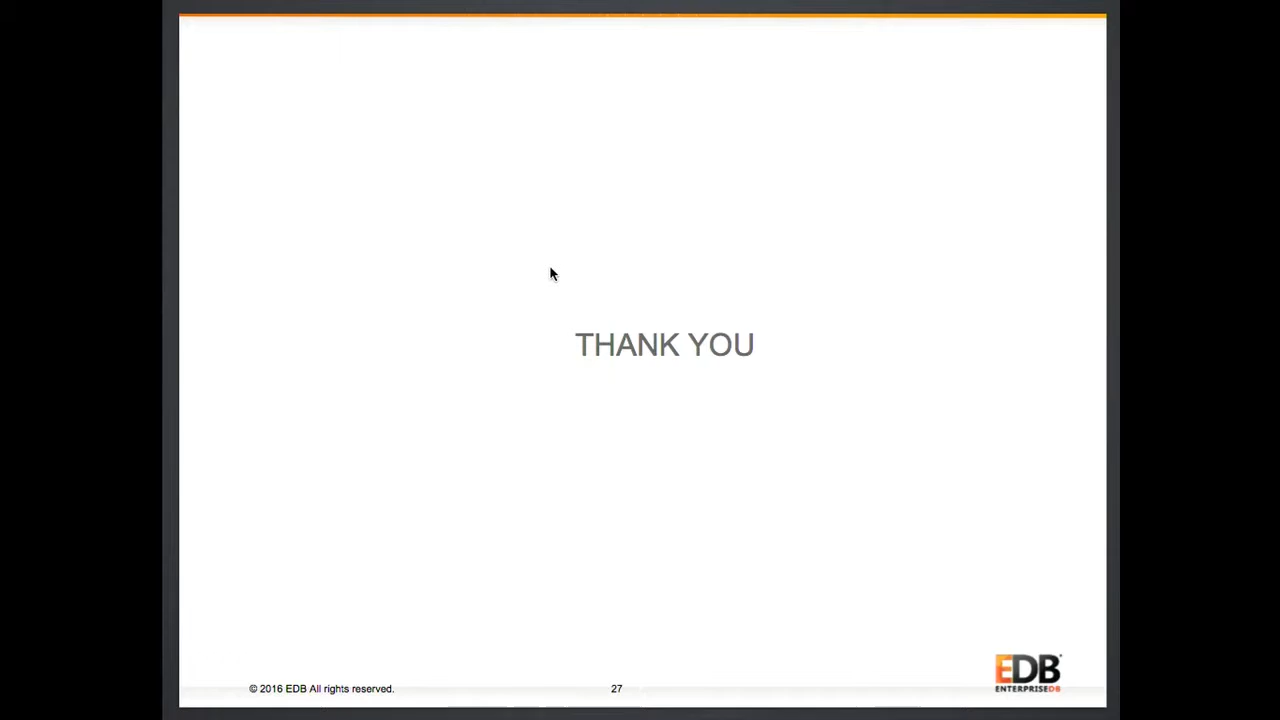 THANK YOU
© 2016 EDB All rights reserved.
27
EDB
ENTERPRISEDB